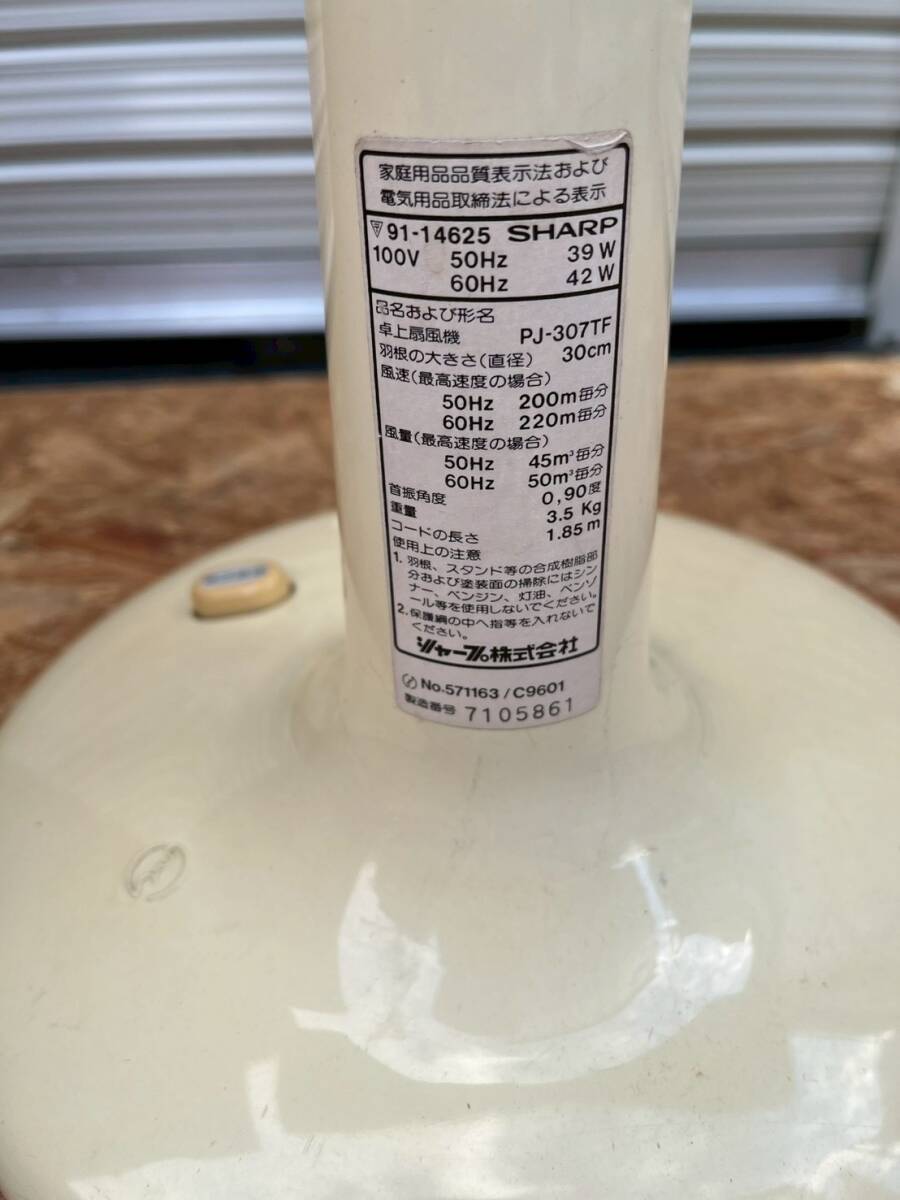 家庭用品品質表示法および
電気用品取締法による表示
〒 91-14625 SHARP
100V 50Hz 39W
60Hz 42W
品名および形名
卓上扇風機 PJ-307TF
羽根の大きさ(直径) 30cm
風速(最高速度の場合)
50Hz 200m毎分
60Hz 220m毎分
風量(最高速度の場合)
50Hz 45m³毎分
60Hz 50m³毎分
首振角度 0,90度
重量 3.5 Kg
コードの長さ 1.85m
使用上の注意
1. 羽根、スタンド等の合成樹脂部
分および塗装面の掃除にはシン
ナー、ベンジン、灯油、ベンゾ
ール等を使用しないでください。
2. 保護網の中へ指等を入れないで
ください。
シャープ株式会社
No.571163/C9601
製造番号 7105861